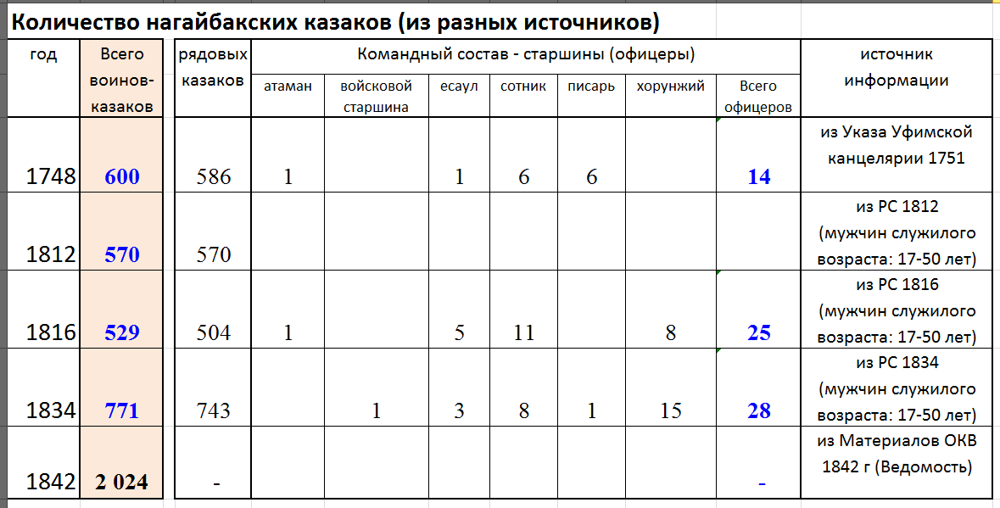 Количество нагайбакских казаков (из разных источников)
год
Всего
воинов-
казаков
рядовых
казаков
Командный состав - старшины (офицеры)
источник
информации
атаман
войсковой
старшина
есаул
сотник
писарь
хорунжий
Всего
офицеров
1748 600 586 1 1 6 6 14
из Указа Уфимской
канцелярии 1751
1812 570 570
из РС 1812
(мужчин служилого
возраста: 17-50 лет)
1816 529 504 1 5 11 8 25
из РС 1816
(мужчин служилого
возраста: 17-50 лет)
1834 771 743 1 3 8 1 15 28
из РС 1834
(мужчин служилого
возраста: 17-50 лет)
1842 2 024 - -
из Материалов ОКВ
1842 г (Ведомость)